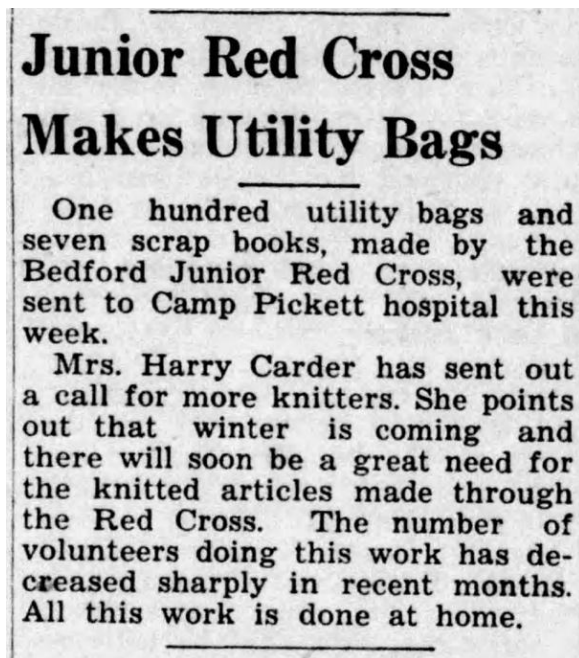 Junior Red Cross
Makes Utility Bags
One hundred utility bags and
seven scrap books, made by the
Bedford Junior Red Cross, were
sent to Camp Pickett hospital this
week.
Mrs. Harry Carder has sent out
a call for more knitters. She points
out that winter is coming and
there will soon be a great need for
the knitted articles made through
the Red Cross. The number of
volunteers doing this work has de-
creased sharply in recent months.
All this work is done at home.